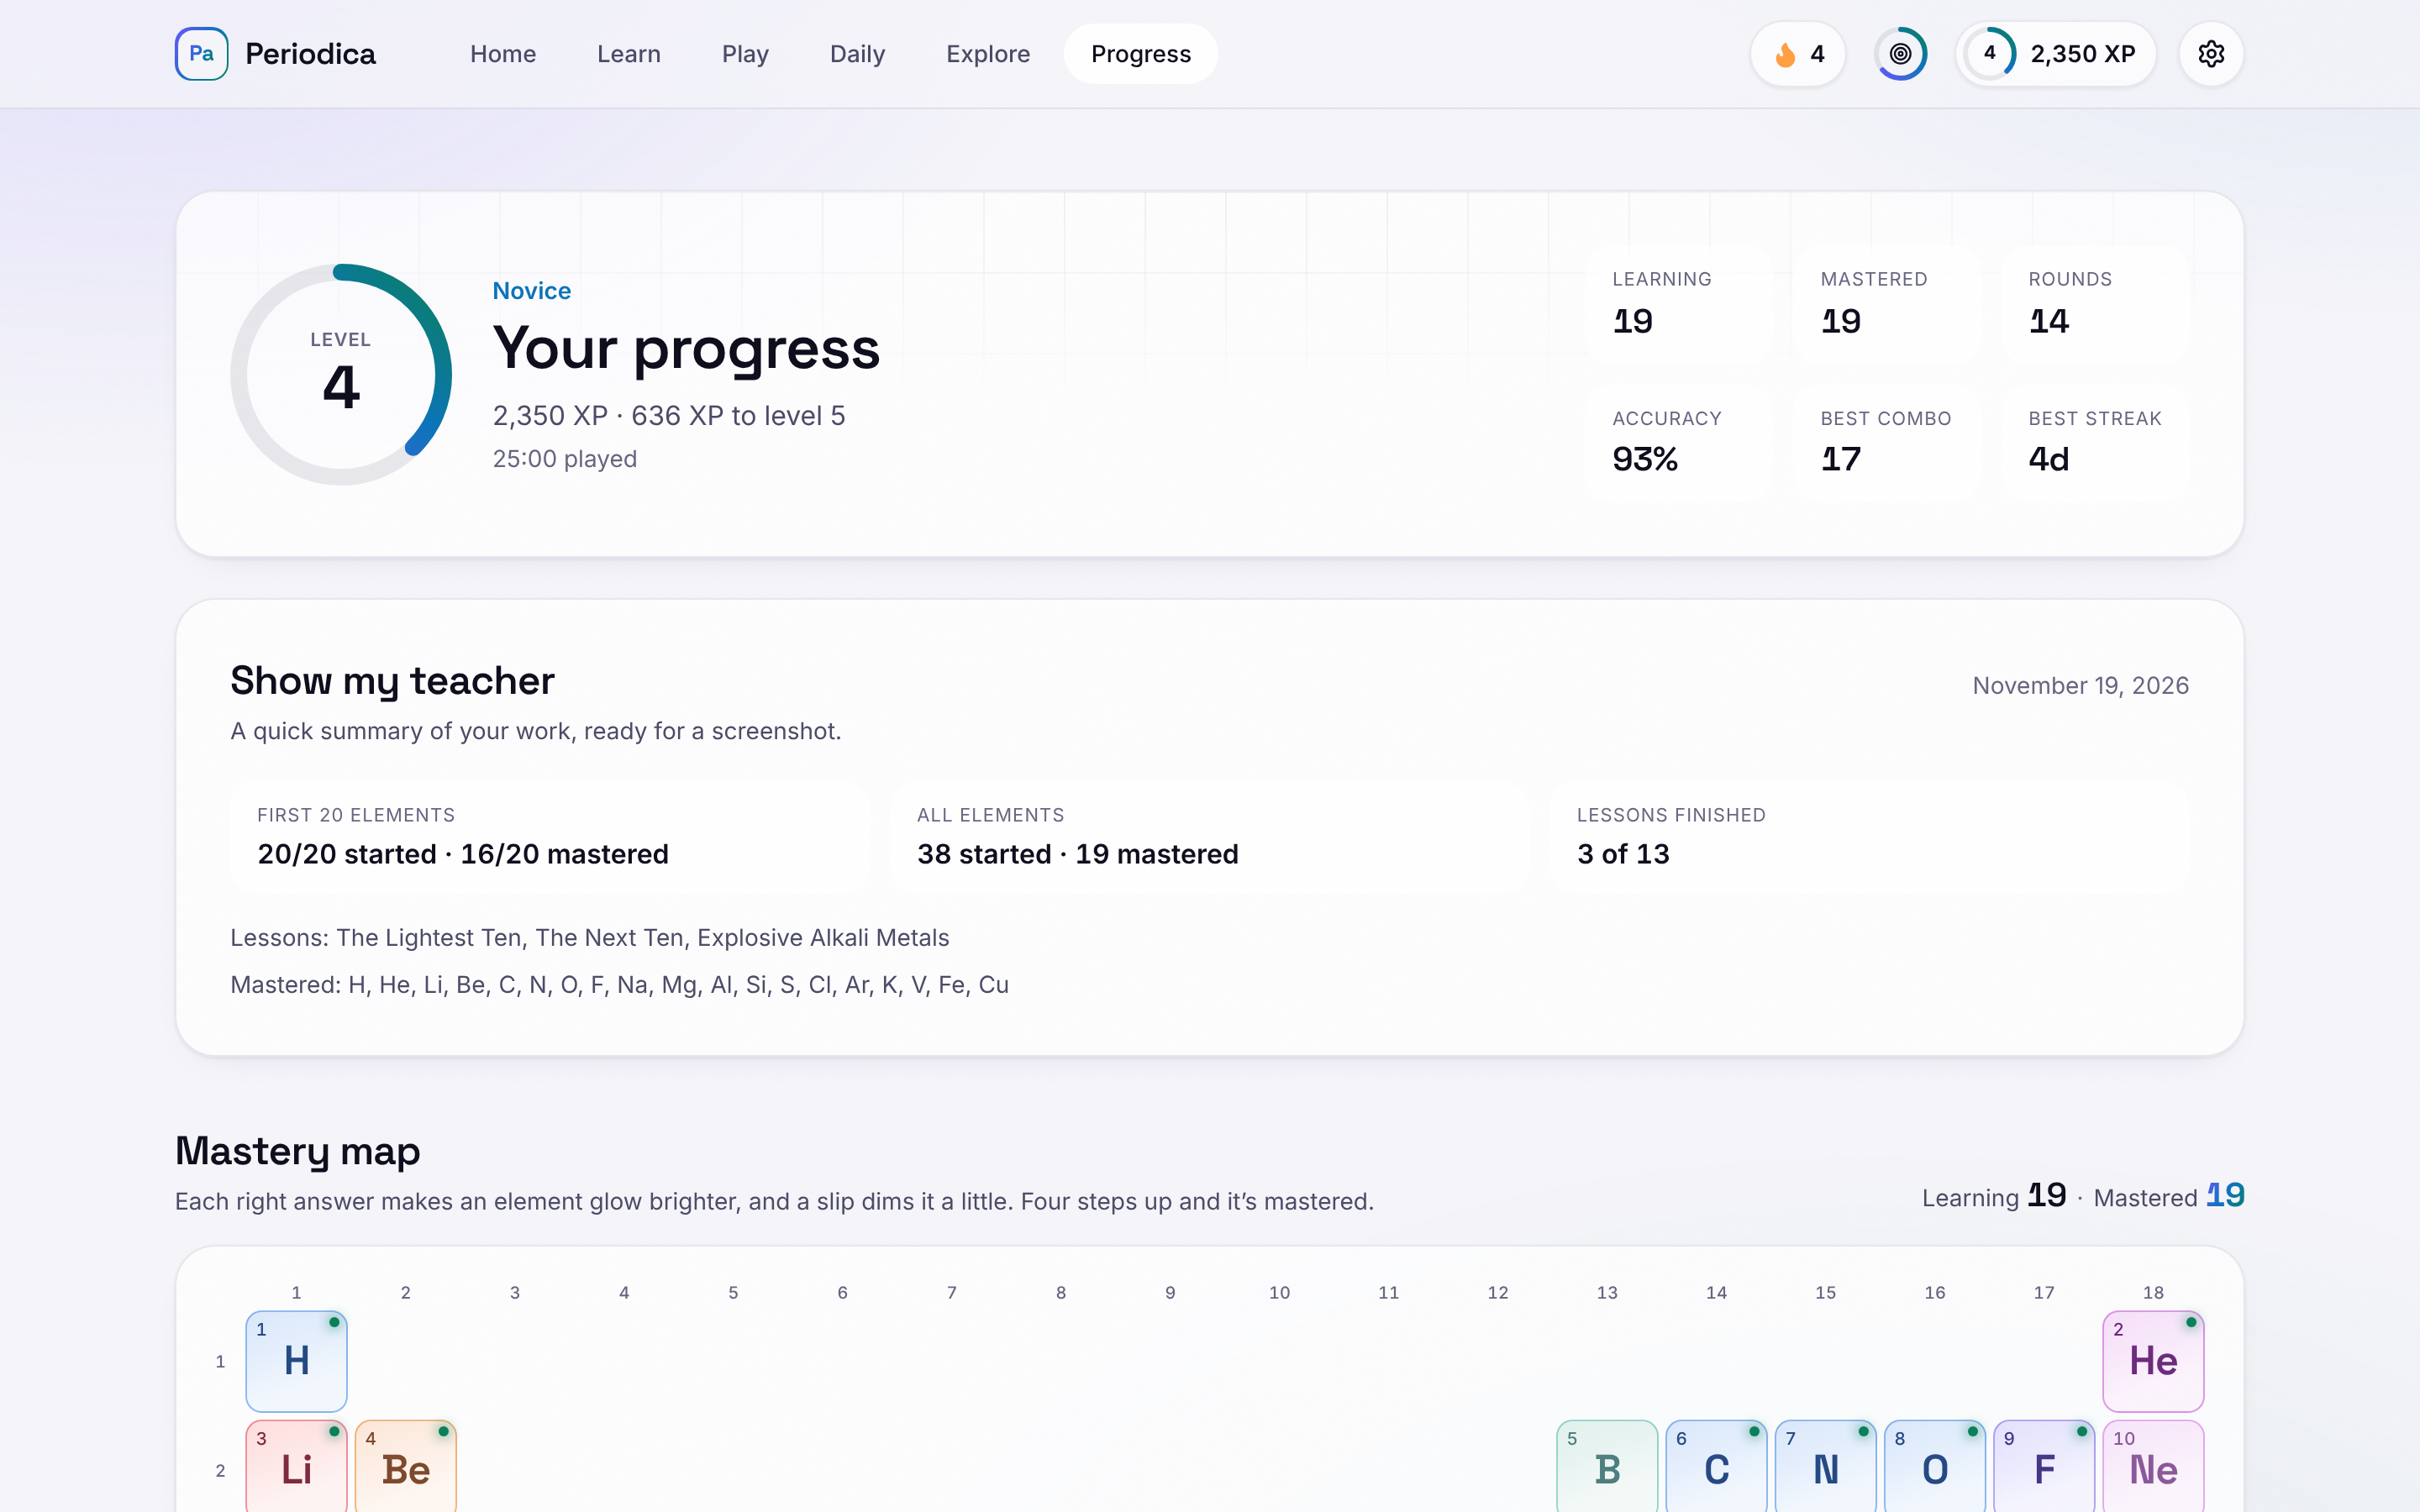 Pa Periodica Home Learn Play Daily Explore Progress 4 4 2,350 XP
LEVEL
4
Novice
Your progress
2,350 XP · 636 XP to level 5
25:00 played
LEARNING MASTERED ROUNDS
19 19 14
ACCURACY BEST COMBO BEST STREAK
93% 17 4d
Show my teacher November 19, 2026
A quick summary of your work, ready for a screenshot.
FIRST 20 ELEMENTS ALL ELEMENTS LESSONS FINISHED
20/20 started · 16/20 mastered 38 started · 19 mastered 3 of 13
Lessons: The Lightest Ten, The Next Ten, Explosive Alkali Metals
Mastered: H, He, Li, Be, C, N, O, F, Na, Mg, Al, Si, S, Cl, Ar, K, V, Fe, Cu
Mastery map
Each right answer makes an element glow brighter, and a slip dims it a little. Four steps up and it’s mastered. Learning 19 · Mastered 19
1 2 3 4 5 6 7 8 9 10 11 12 13 14 15 16 17 18
1 1 H 2 He
2 3 Li 4 Be 5 B 6 C 7 N 8 O 9 F 10 Ne